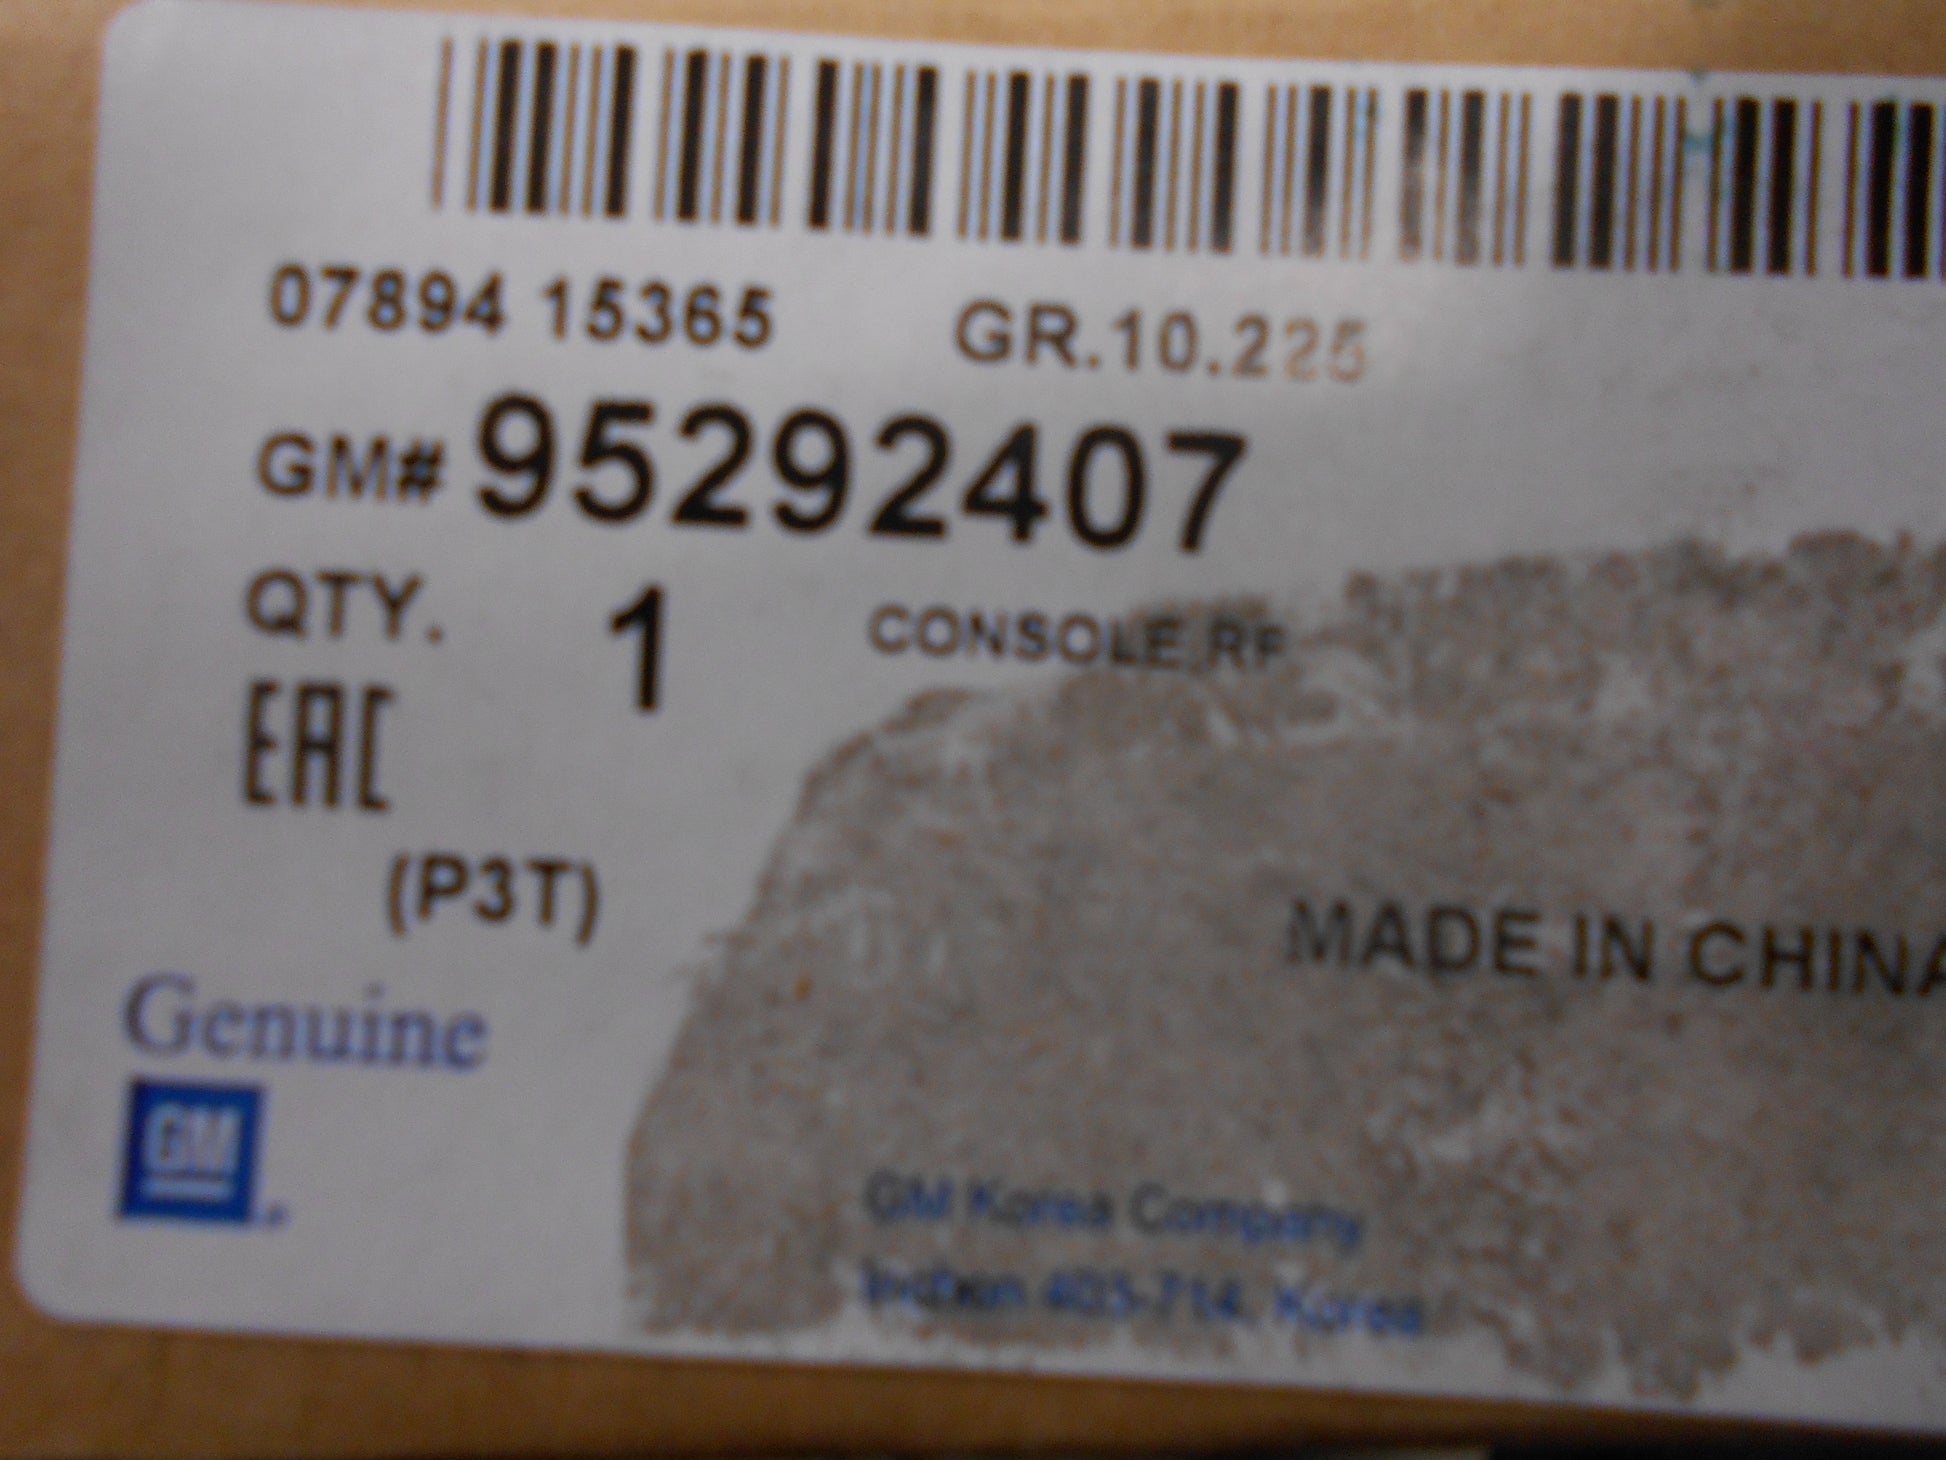 07894 15365 GR.10.225
GM# 95292407
QTY. 1 CONSOLE,RF
EAC
(P3T)
MADE IN CHINA
Genuine
GM
GM Korea Company
Incheon 403-714, Korea